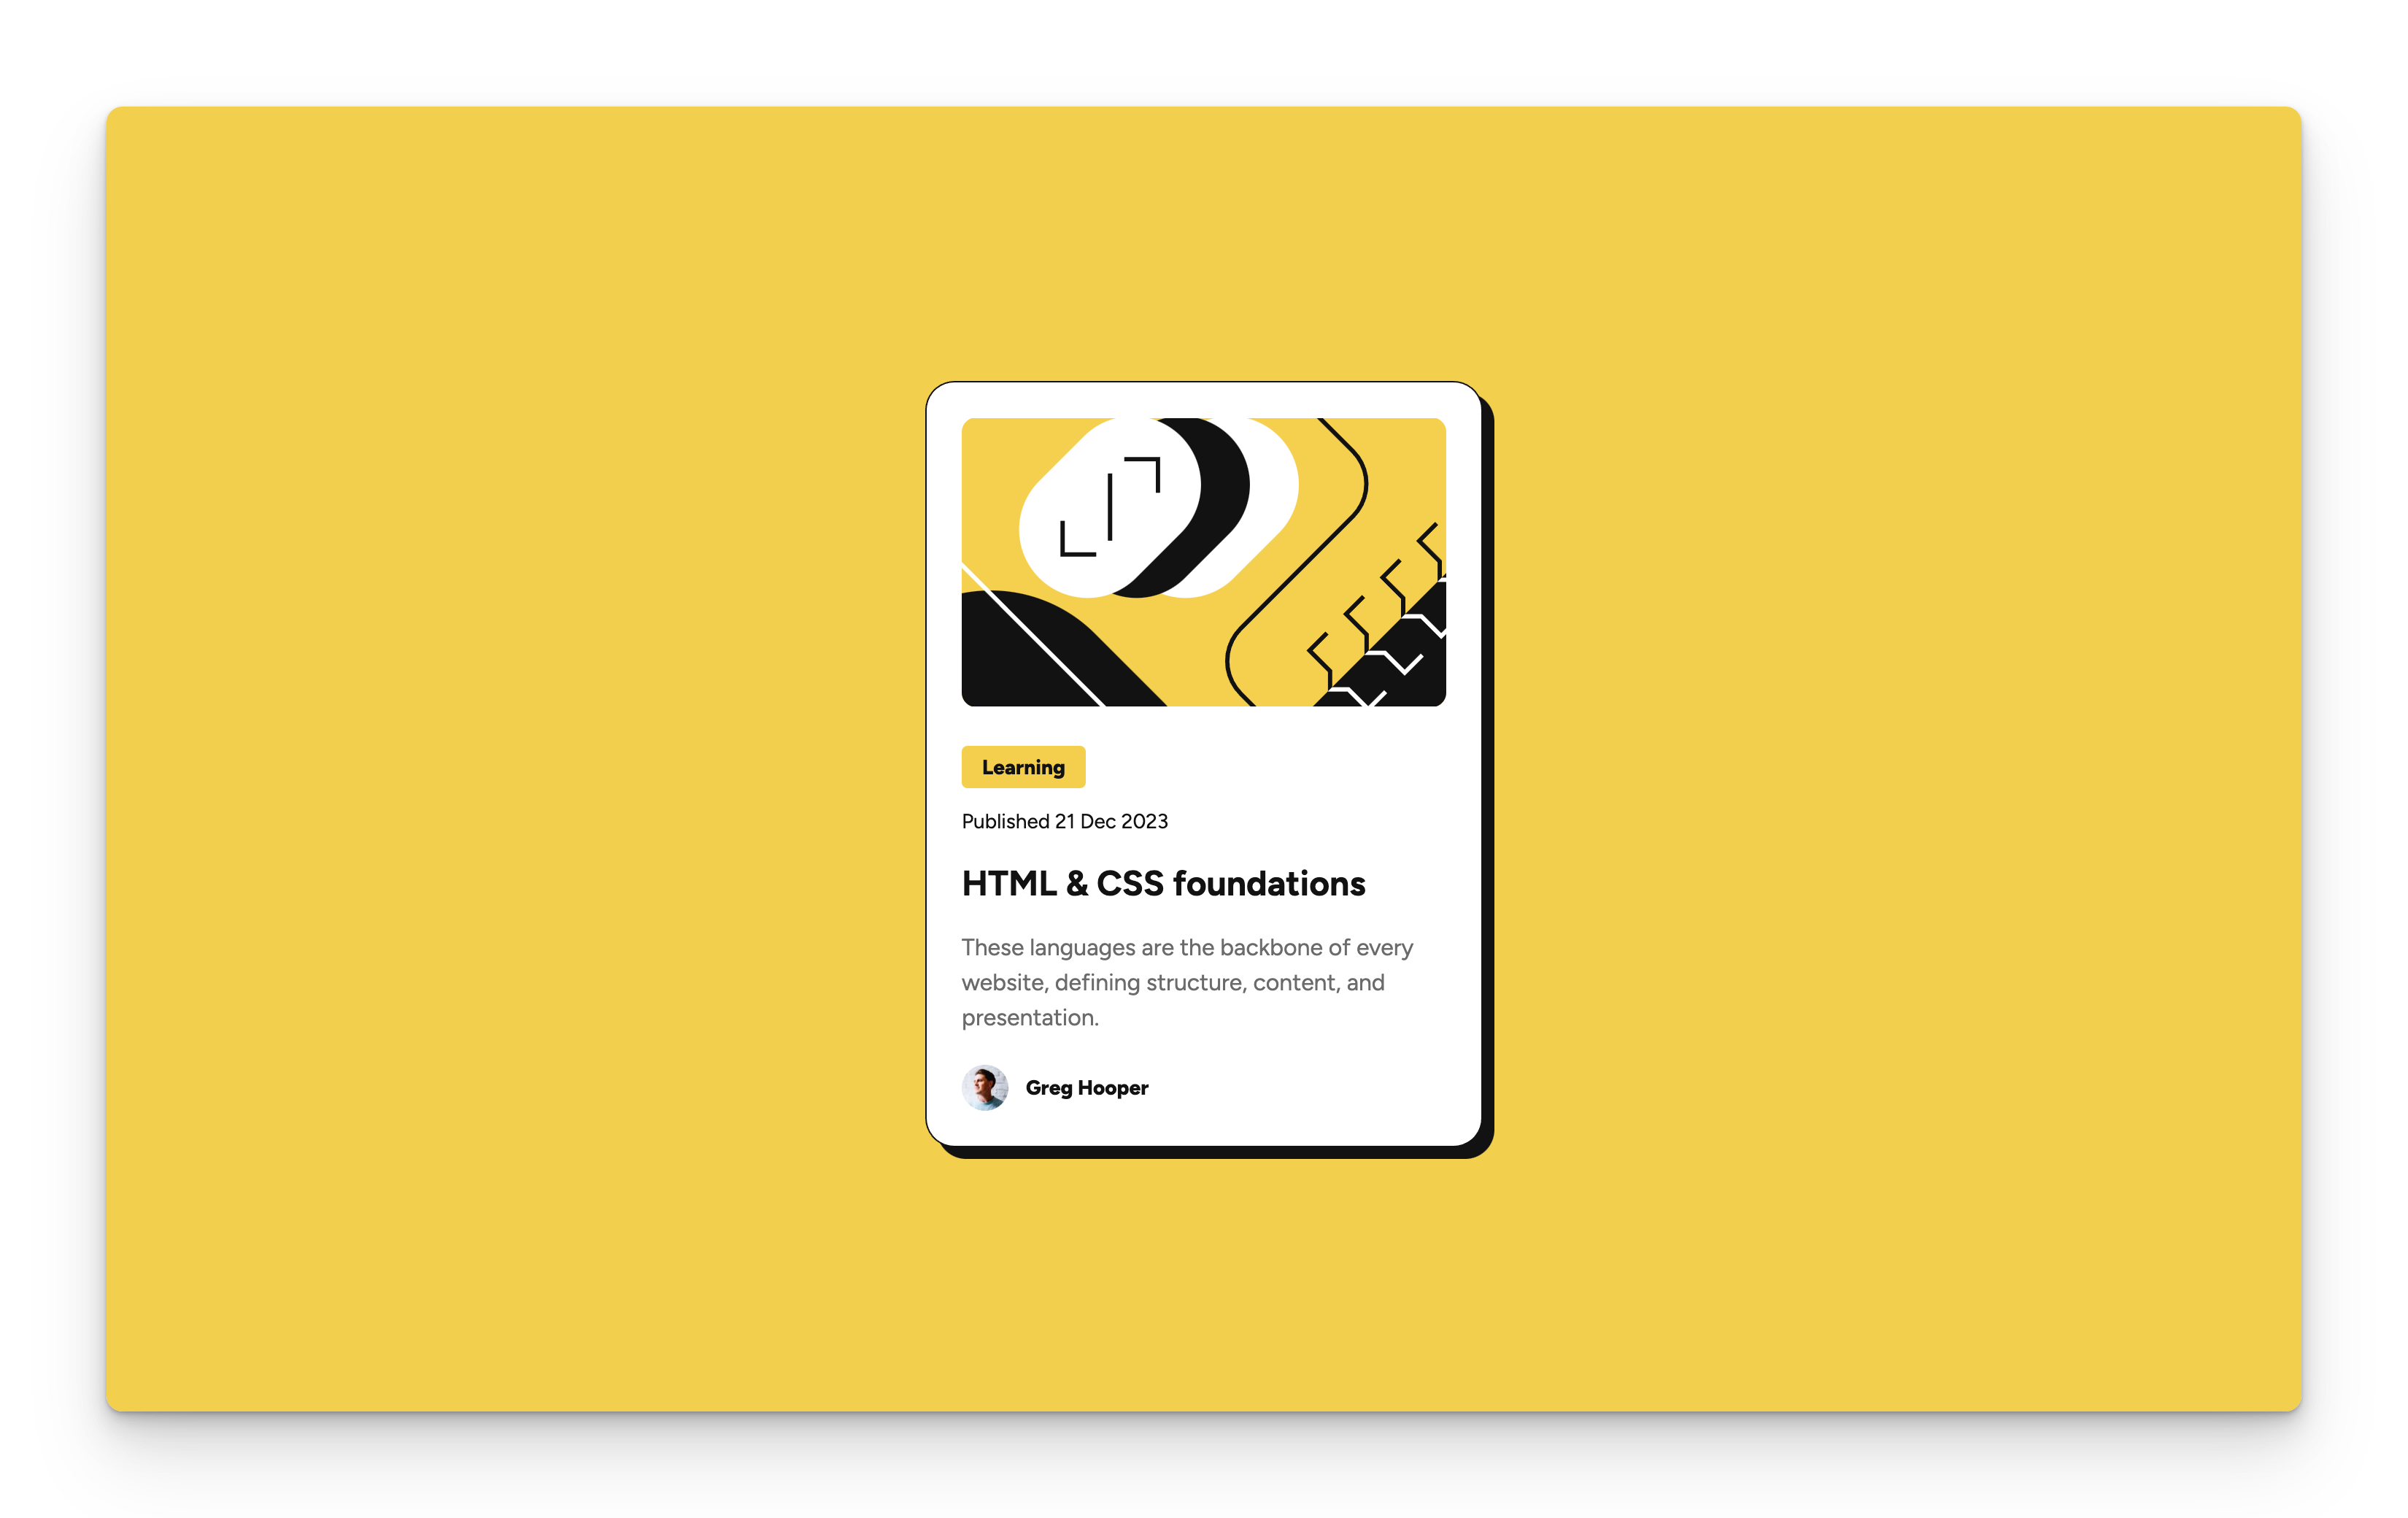 Learning
Published 21 Dec 2023
HTML & CSS foundations
These languages are the backbone of every
website, defining structure, content, and
presentation.
Greg Hooper